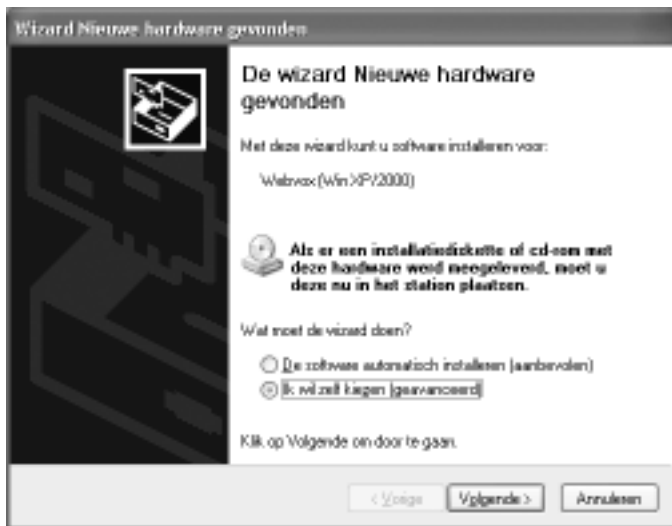 Wizard Nieuwe hardware gevonden
De wizard Nieuwe hardware
gevonden
Met deze wizard kunt u software installeren voor:
Webvox (Win XP/2000)
Als er een installatiediskette of cd-rom met
deze hardware werd meegeleverd, moet u
deze nu in het station plaatsen.
Wat moet de wizard doen?
De software automatisch installeren (aanbevolen)
Ik wil zelf kiezen (geavanceerd)
Klik op Volgende om door te gaan.
< Vorige
Volgende >
Annuleren